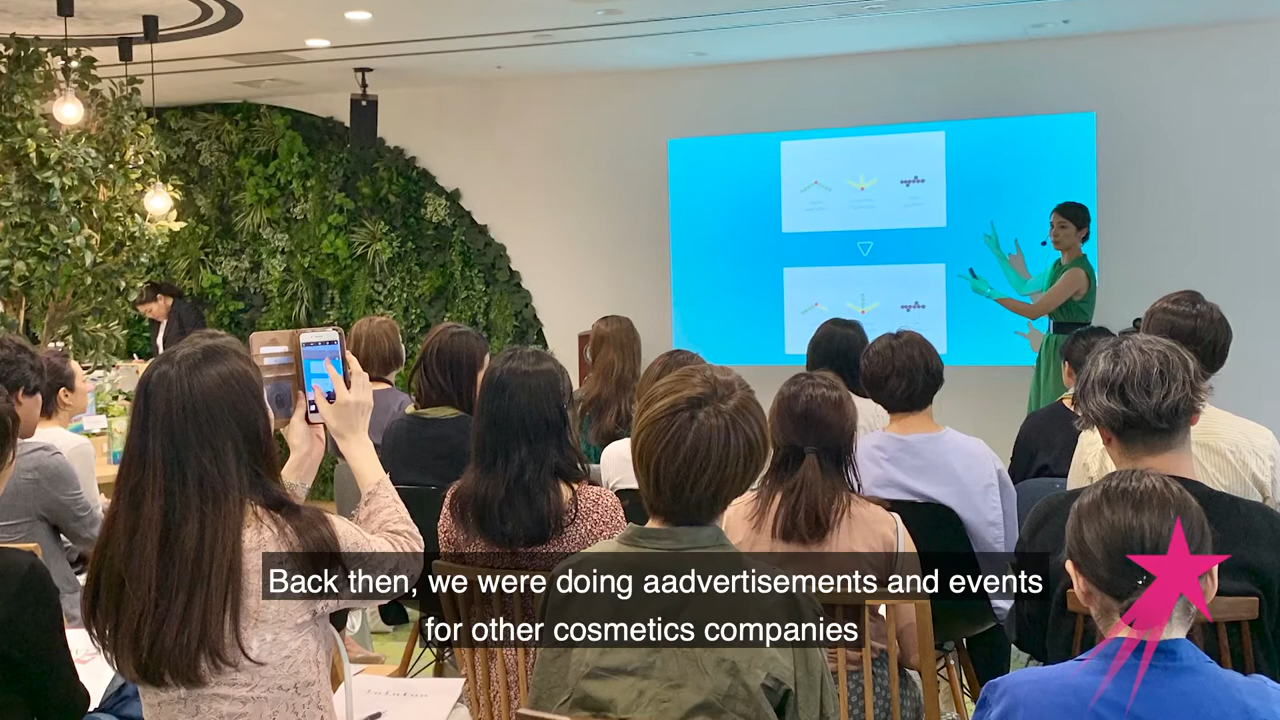 Back then, we were doing aadvertisements and events
for other cosmetics companies